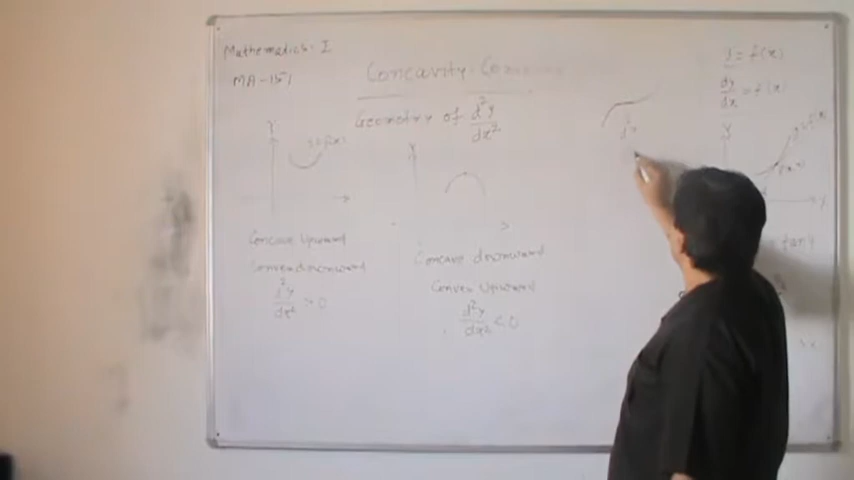 Mathematics: I
MA-151
Concavity
Geometry of d²y/dx²
Y
y=f(x)
Concave Upward
Convex downward
d²y/dx² > 0
Y
Concave downward
Convex Upward
d²y/dx² < 0
y = f(x)
dy/dx = f(x)
Y
X